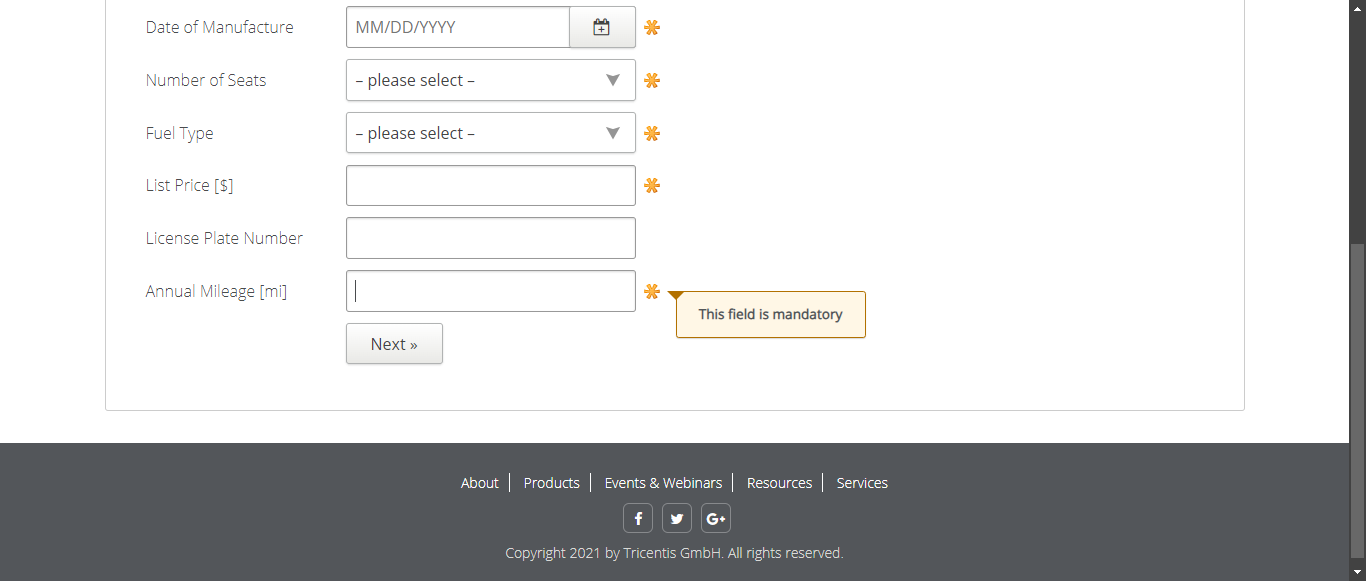 Date of Manufacture MM/DD/YYYY
Number of Seats – please select –
Fuel Type – please select –
List Price [$]
License Plate Number
Annual Mileage [mi]
This field is mandatory
Next »
About Products Events & Webinars Resources Services
f G+
Copyright 2021 by Tricentis GmbH. All rights reserved.